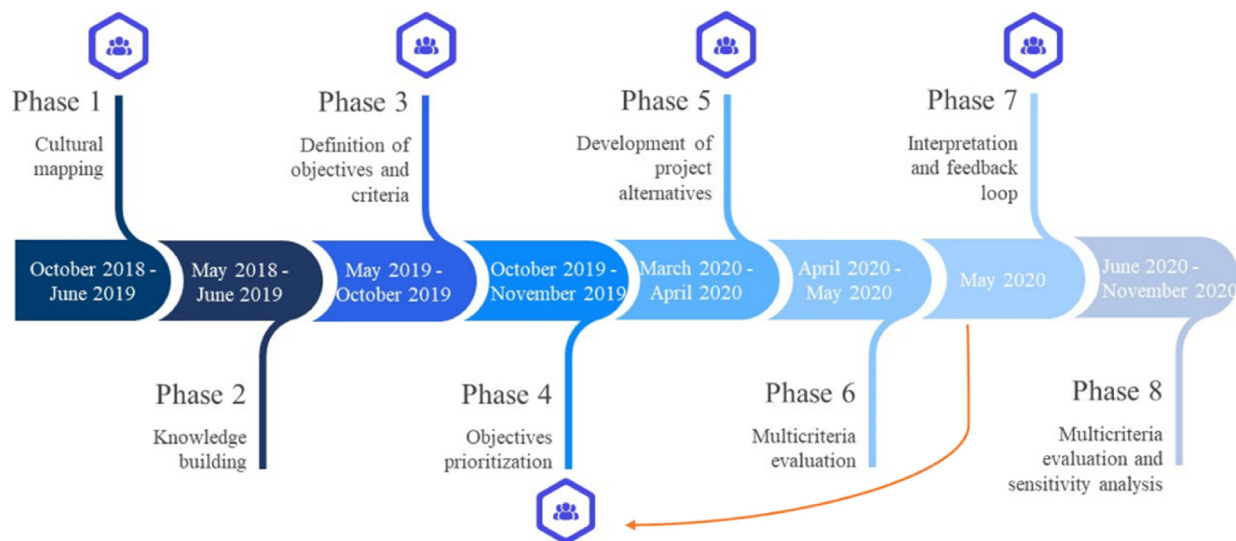 Phase 1
Cultural
mapping
Phase 3
Definition of
objectives and
criteria
Phase 5
Development of
project
alternatives
Phase 7
Interpretation
and feedback
loop
October 2018 -
June 2019
May 2018 -
June 2019
May 2019 -
October 2019
October 2019 -
November 2019
March 2020 -
April 2020
April 2020 -
May 2020
May 2020
June 2020 -
November 2020
Phase 2
Knowledge
building
Phase 4
Objectives
prioritization
Phase 6
Multicriteria
evaluation
Phase 8
Multicriteria
evaluation and
sensitivity analysis